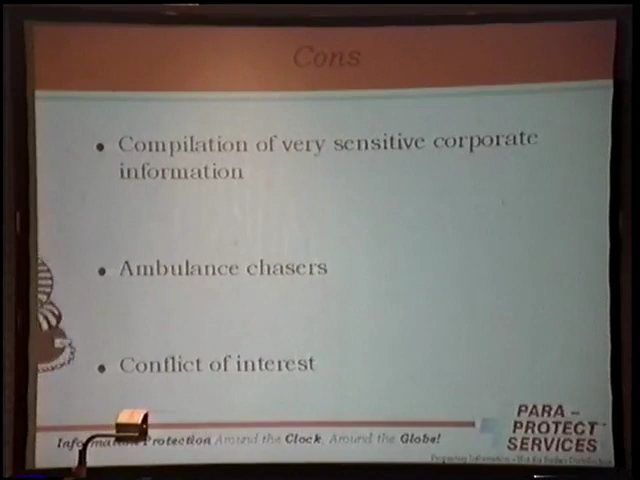 Cons
• Compilation of very sensitive corporate
information
• Ambulance chasers
• Conflict of interest
Information Protection Around the Clock, Around the Globe!
PARA –
PROTECT
SERVICES